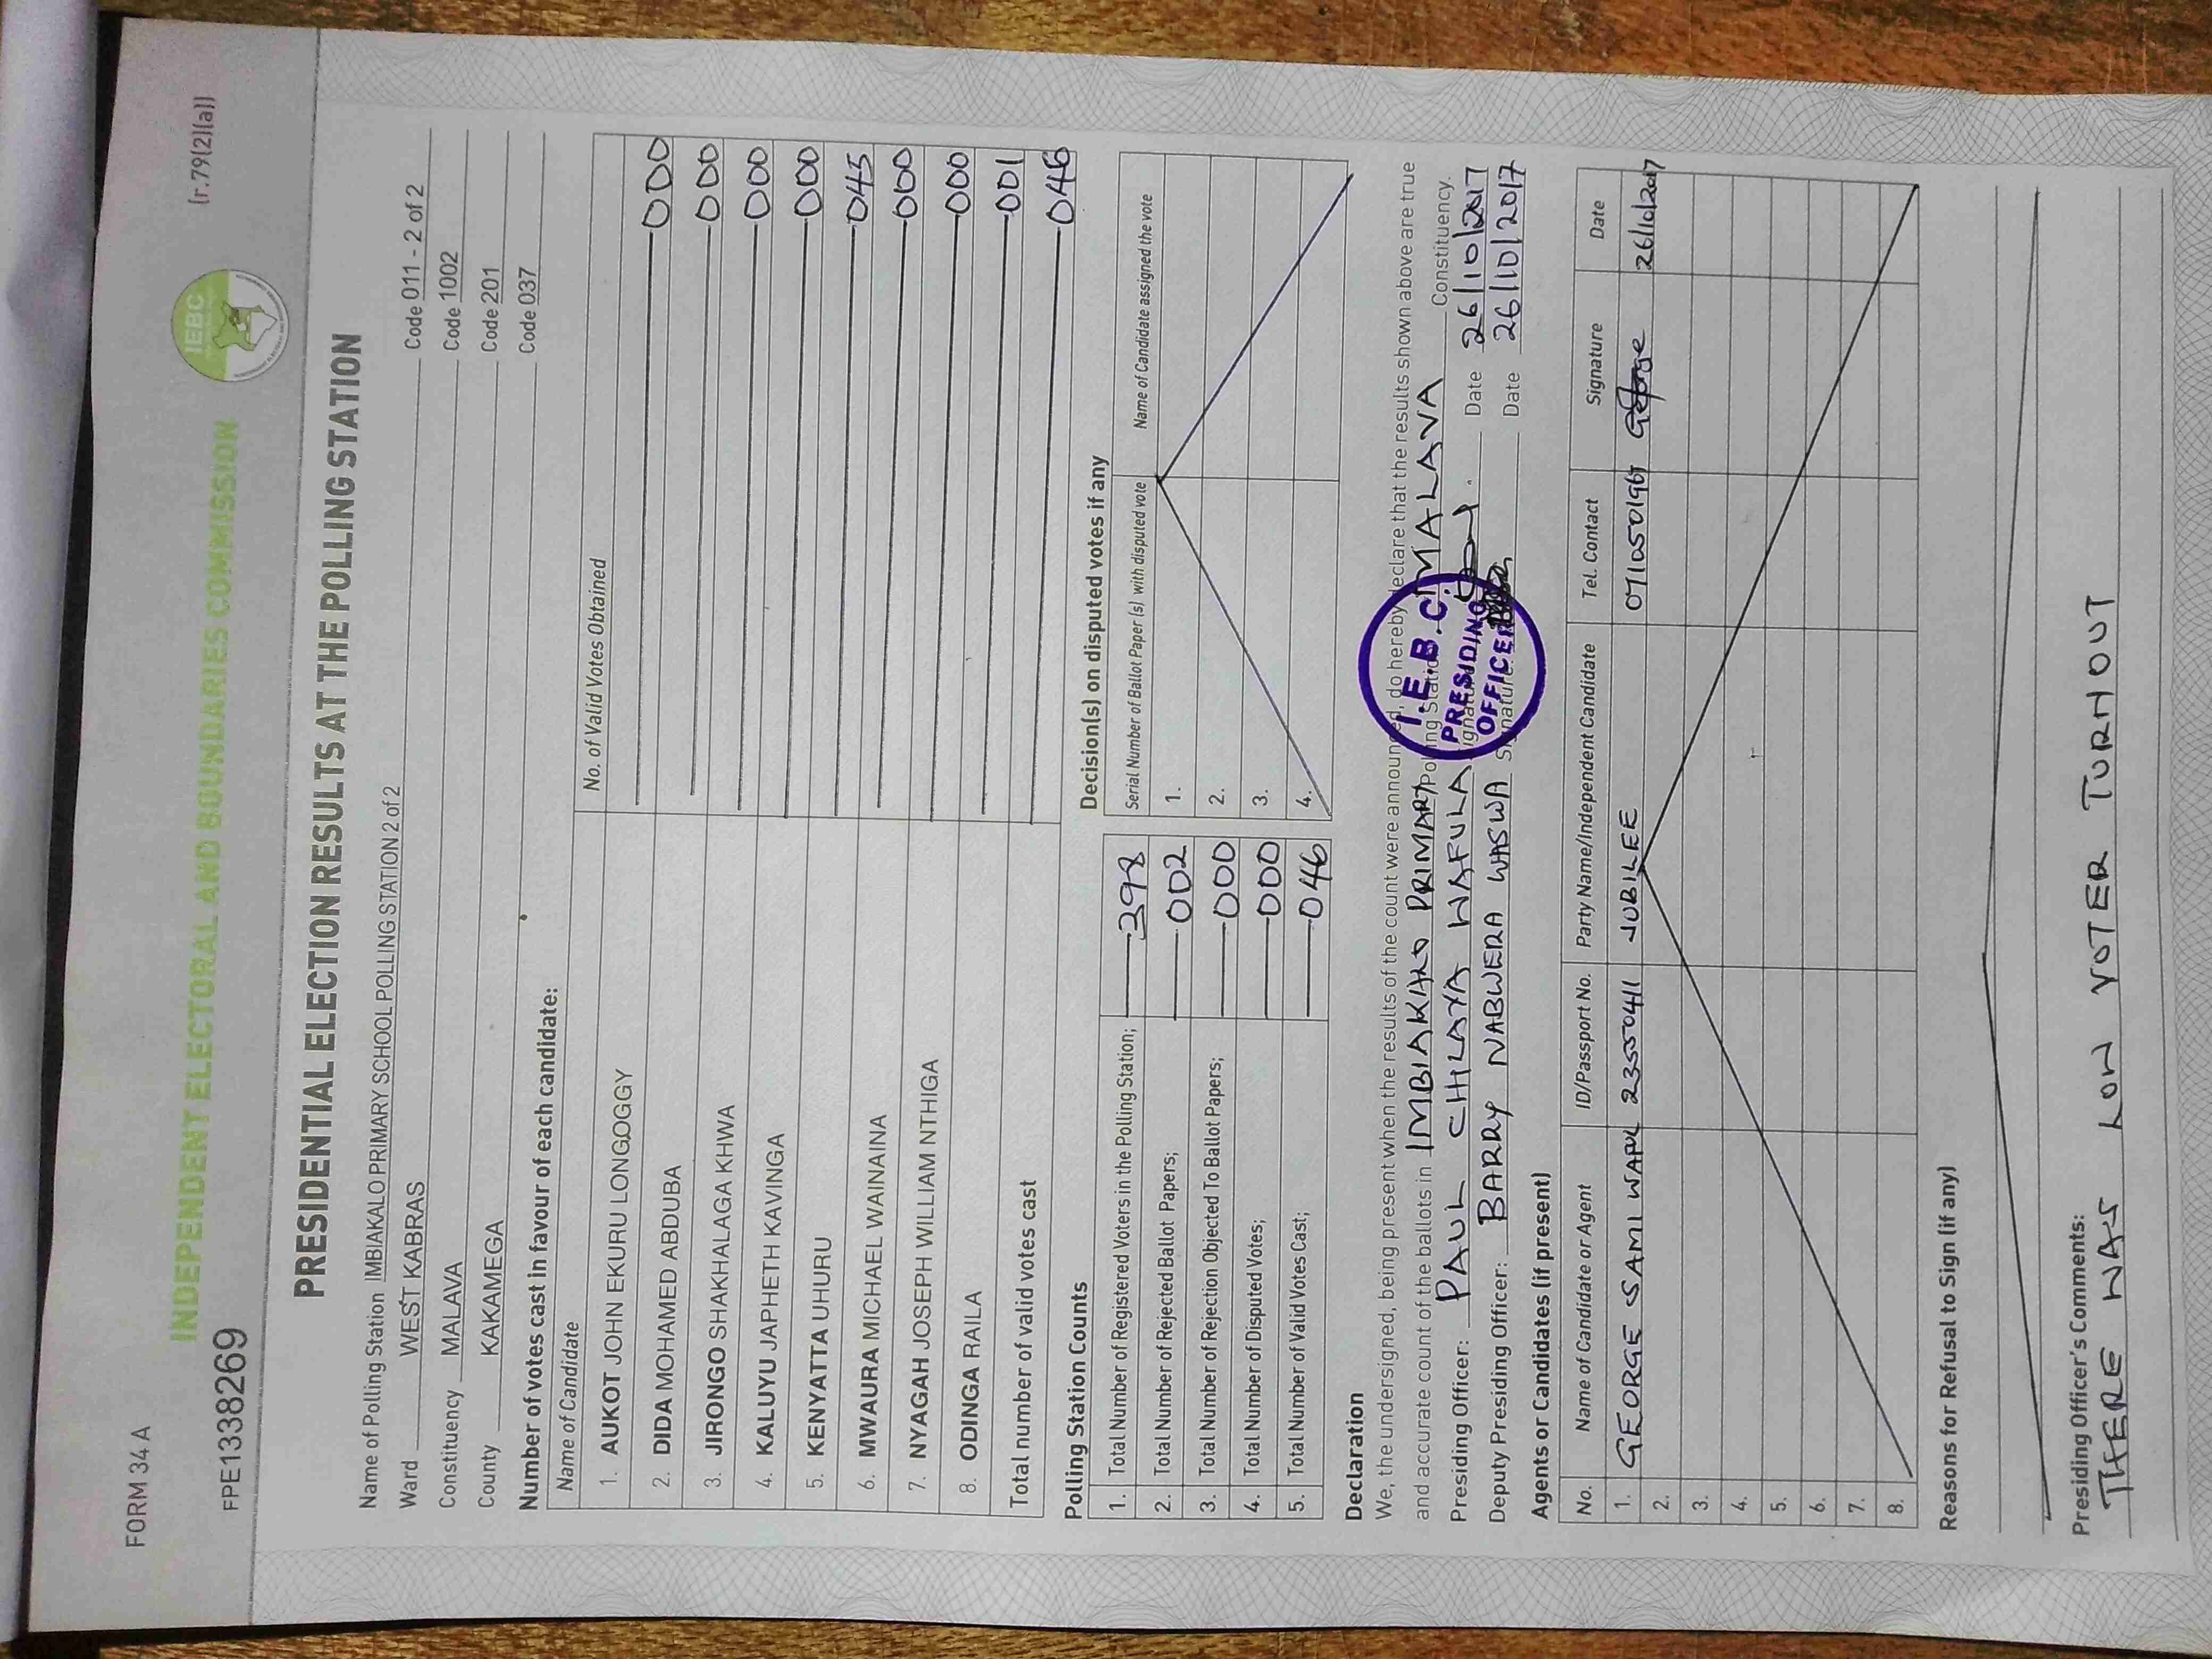 FORM 34 A
(r.79(2)(a))
INDEPENDENT ELECTORAL AND BOUNDARIES COMMISSION
IEBC
FPE1338269
PRESIDENTIAL ELECTION RESULTS AT THE POLLING STATION
Name of Polling Station IMBIAKALO PRIMARY SCHOOL POLLING STATION 2 of 2 Code 011 - 2 of 2
Ward WEST KABRAS Code 1002
Constituency MALAVA Code 201
County KAKAMEGA Code 037
Number of votes cast in favour of each candidate:
Name of Candidate No. of Valid Votes Obtained
1. AUKOT JOHN EKURU LONGOGGY 000
2. DIDA MOHAMED ABDUBA 000
3. JIRONGO SHAKHALAGA KHWA 000
4. KALUYU JAPHETH KAVINGA 000
5. KENYATTA UHURU 045
6. MWAURA MICHAEL WAINAINA 000
7. NYAGAH JOSEPH WILLIAM NTHIGA 000
8. ODINGA RAILA 001
Total number of valid votes cast 046
Polling Station Counts
1. Total Number of Registered Voters in the Polling Station; 398
2. Total Number of Rejected Ballot Papers; 002
3. Total Number of Rejection Objected To Ballot Papers; 000
4. Total Number of Disputed Votes; 000
5. Total Number of Valid Votes Cast; 046
Decision(s) on disputed votes if any
Serial Number of Ballot Paper (s) with disputed vote Name of Candidate assigned the vote
1.
2.
3.
4.
Declaration
We, the undersigned, being present when the results of the count were announced, do hereby declare that the results shown above are true
and accurate count of the ballots in IMBIAKALO PRIMARY Polling Station MALAVA Constituency.
Presiding Officer: PAUL CHILAYA WAFULA Signature Date 26/10/2017
Deputy Presiding Officer: BARRY NABWERA WASWA Signature Date 26/10/2017
I.E.B.C.
PRESIDING
OFFICER
Agents or Candidates (if present)
No. Name of Candidate or Agent ID/Passport No. Party Name/Independent Candidate Tel. Contact Signature Date
1. GEORGE SAMI 23550411 JUBILEE George 26/10/2017
2.
3.
4.
5.
6.
7.
8.
Reasons for Refusal to Sign (if any)
Presiding Officer's Comments:
THERE WAS LOW VOTER TURHOUT